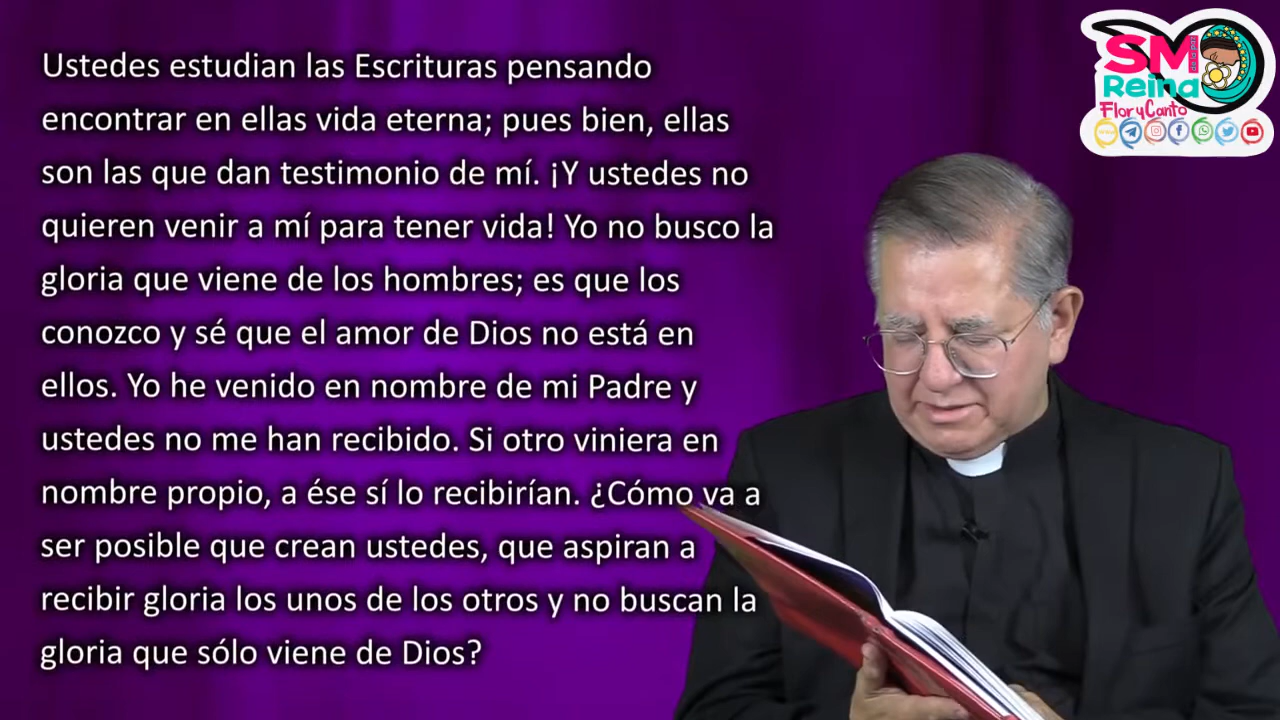 Ustedes estudian las Escrituras pensando
encontrar en ellas vida eterna; pues bien, ellas
son las que dan testimonio de mí. ¡Y ustedes no
quieren venir a mí para tener vida! Yo no busco la
gloria que viene de los hombres; es que los
conozco y sé que el amor de Dios no está en
ellos. Yo he venido en nombre de mi Padre y
ustedes no me han recibido. Si otro viniera en
nombre propio, a ése sí lo recibirían. ¿Cómo va a
ser posible que crean ustedes, que aspiran a
recibir gloria los unos de los otros y no buscan la
gloria que sólo viene de Dios?
SM
Reina
Flor y Canto